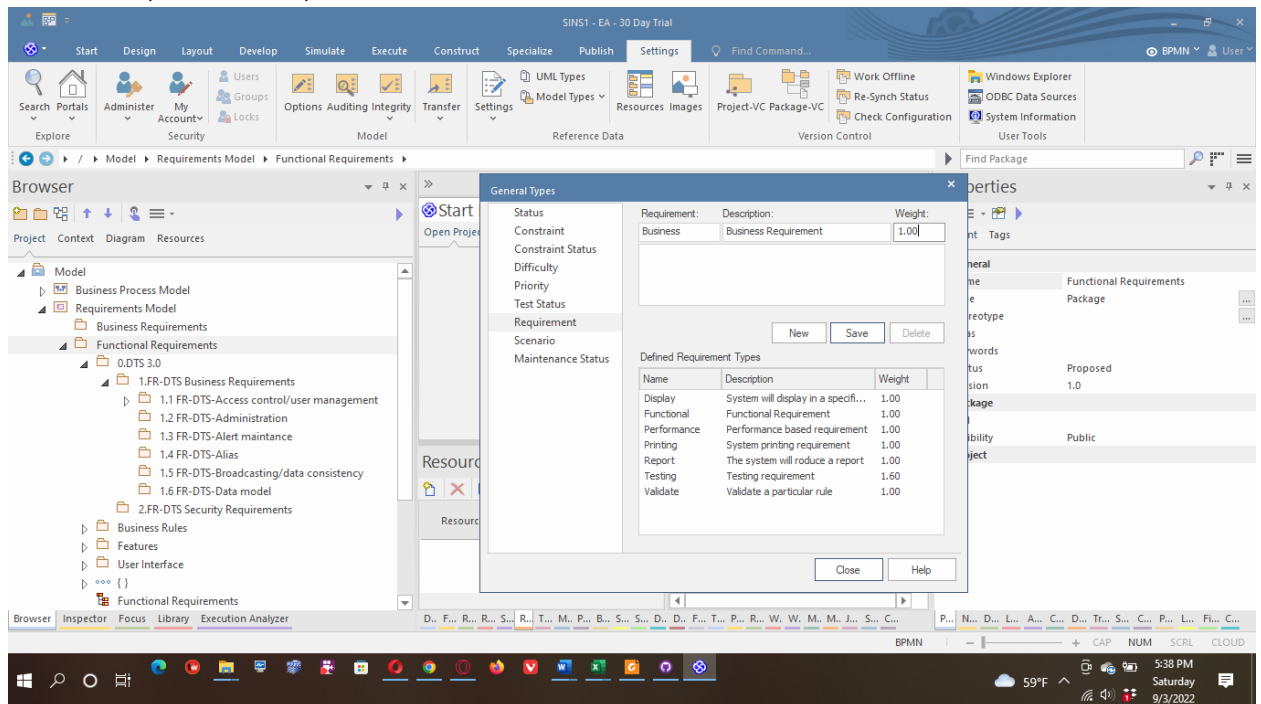 SINS1 - EA - 30 Day Trial
Start Design Layout Develop Simulate Execute Construct Specialize Publish Settings Find Command... BPMN User
Search Portals Administer My Account Users Groups Locks Options Auditing Integrity Transfer Settings UML Types Model Types Resources Images Project-VC Package-VC Work Offline Re-Synch Status Check Configuration Windows Explorer ODBC Data Sources System Information
Explore Security Model Reference Data Version Control User Tools
/ Model Requirements Model Functional Requirements Find Package
Browser
Project Context Diagram Resources
Model
Business Process Model
Requirements Model
Business Requirements
Functional Requirements
0.DTS 3.0
1.FR-DTS Business Requirements
1.1 FR-DTS-Access control/user management
1.2 FR-DTS-Administration
1.3 FR-DTS-Alert maintance
1.4 FR-DTS-Alias
1.5 FR-DTS-Broadcasting/data consistency
1.6 FR-DTS-Data model
2.FR-DTS Security Requirements
Business Rules
Features
User Interface
{ }
Functional Requirements
Browser Inspector Focus Library Execution Analyzer
Start
Open Proje
Resourc
Resourc
General Types
Status
Constraint
Constraint Status
Difficulty
Priority
Test Status
Requirement
Scenario
Maintenance Status
Requirement: Description: Weight:
Business Business Requirement 1.00
New Save Delete
Defined Requirement Types
Name Description Weight
Display System will display in a specifi... 1.00
Functional Functional Requirement 1.00
Performance Performance based requirement 1.00
Printing System printing requirement 1.00
Report The system will roduce a report 1.00
Testing Testing requirement 1.60
Validate Validate a particular rule 1.00
Close Help
perties
nt Tags
neral
me Functional Requirements
e Package ...
reotype ...
as
words
tus Proposed
sion 1.0
kage
ibility Public
ject
D.. F... R... R... S... R.. T... M.. P... B... S... S... D.. D.. F... T... P... R... W. W. M.. M.. J... S... C...
P... N... D... L... A... C... D... Tr... S... C... P... L... Fi... C...
BPMN CAP NUM SCRL CLOUD
59°F 5:38 PM
Saturday
9/3/2022